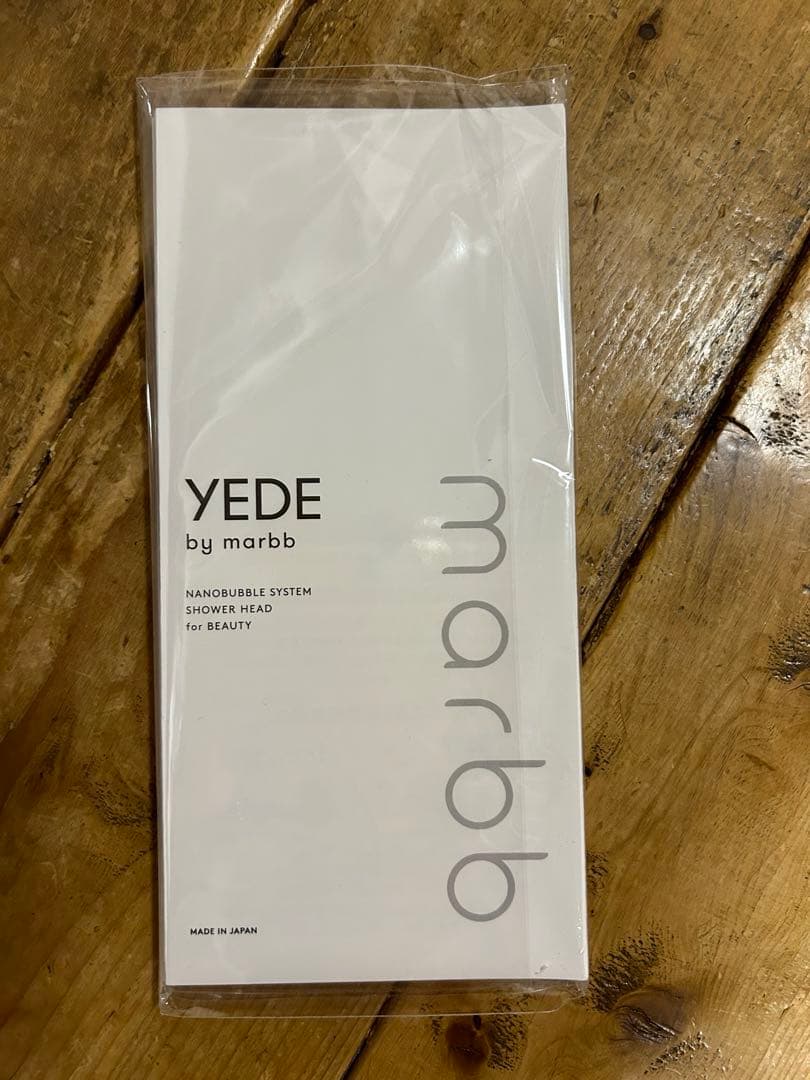 YEDE
by marbb
NANOBUBBLE SYSTEM
SHOWER HEAD
for BEAUTY
marbb
MADE IN JAPAN